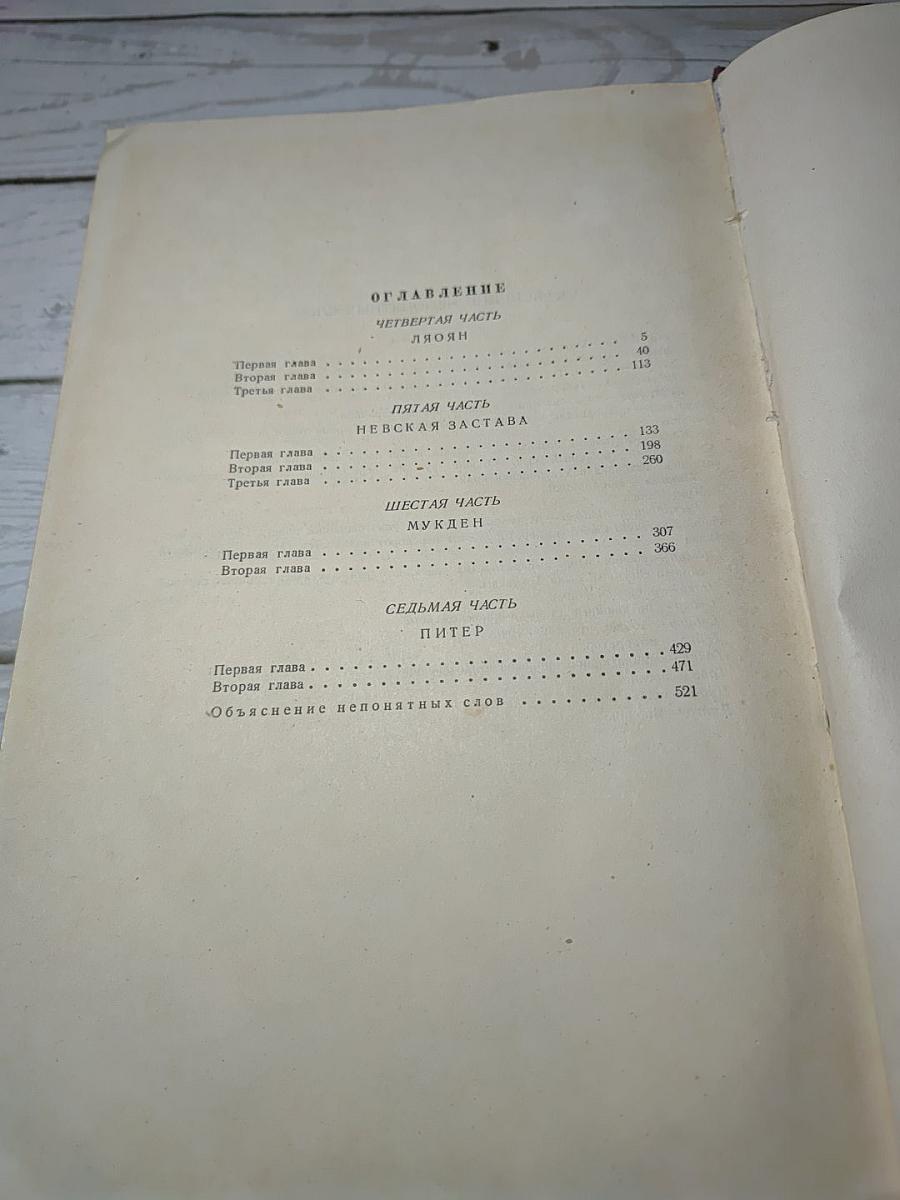 ОГЛАВЛЕНИЕ
ЧЕТВЕРТАЯ ЧАСТЬ
ЛЯОЯН
Первая глава . . . . . . . . . . . . . . . . . . . . . . . 5
Вторая глава . . . . . . . . . . . . . . . . . . . . . . . 40
Третья глава . . . . . . . . . . . . . . . . . . . . . . . 113
ПЯТАЯ ЧАСТЬ
НЕВСКАЯ ЗАСТАВА
Первая глава . . . . . . . . . . . . . . . . . . . . . . . 133
Вторая глава . . . . . . . . . . . . . . . . . . . . . . . 198
Третья глава . . . . . . . . . . . . . . . . . . . . . . . 260
ШЕСТАЯ ЧАСТЬ
МУКДЕН
Первая глава . . . . . . . . . . . . . . . . . . . . . . . 307
Вторая глава . . . . . . . . . . . . . . . . . . . . . . . 366
СЕДЬМАЯ ЧАСТЬ
ПИТЕР
Первая глава . . . . . . . . . . . . . . . . . . . . . . . 429
Вторая глава . . . . . . . . . . . . . . . . . . . . . . . 471
Объяснение непонятных слов . . . . . . . . . . . 521